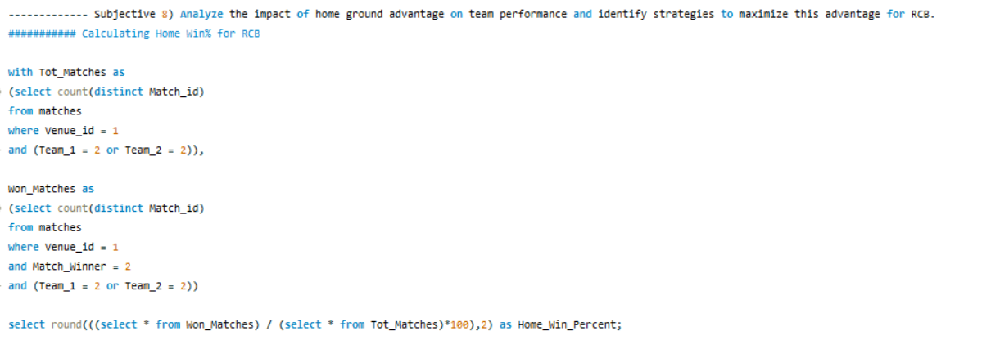 ------------- Subjective 8) Analyze the impact of home ground advantage on team performance and identify strategies to maximize this advantage for RCB.
########### Calculating Home Win% for RCB
with Tot_Matches as
(select count(distinct Match_id)
from matches
where Venue_id = 1
and (Team_1 = 2 or Team_2 = 2)),
Won_Matches as
(select count(distinct Match_id)
from matches
where Venue_id = 1
and Match_Winner = 2
and (Team_1 = 2 or Team_2 = 2))
select round(((select * from Won_Matches) / (select * from Tot_Matches)*100),2) as Home_Win_Percent;